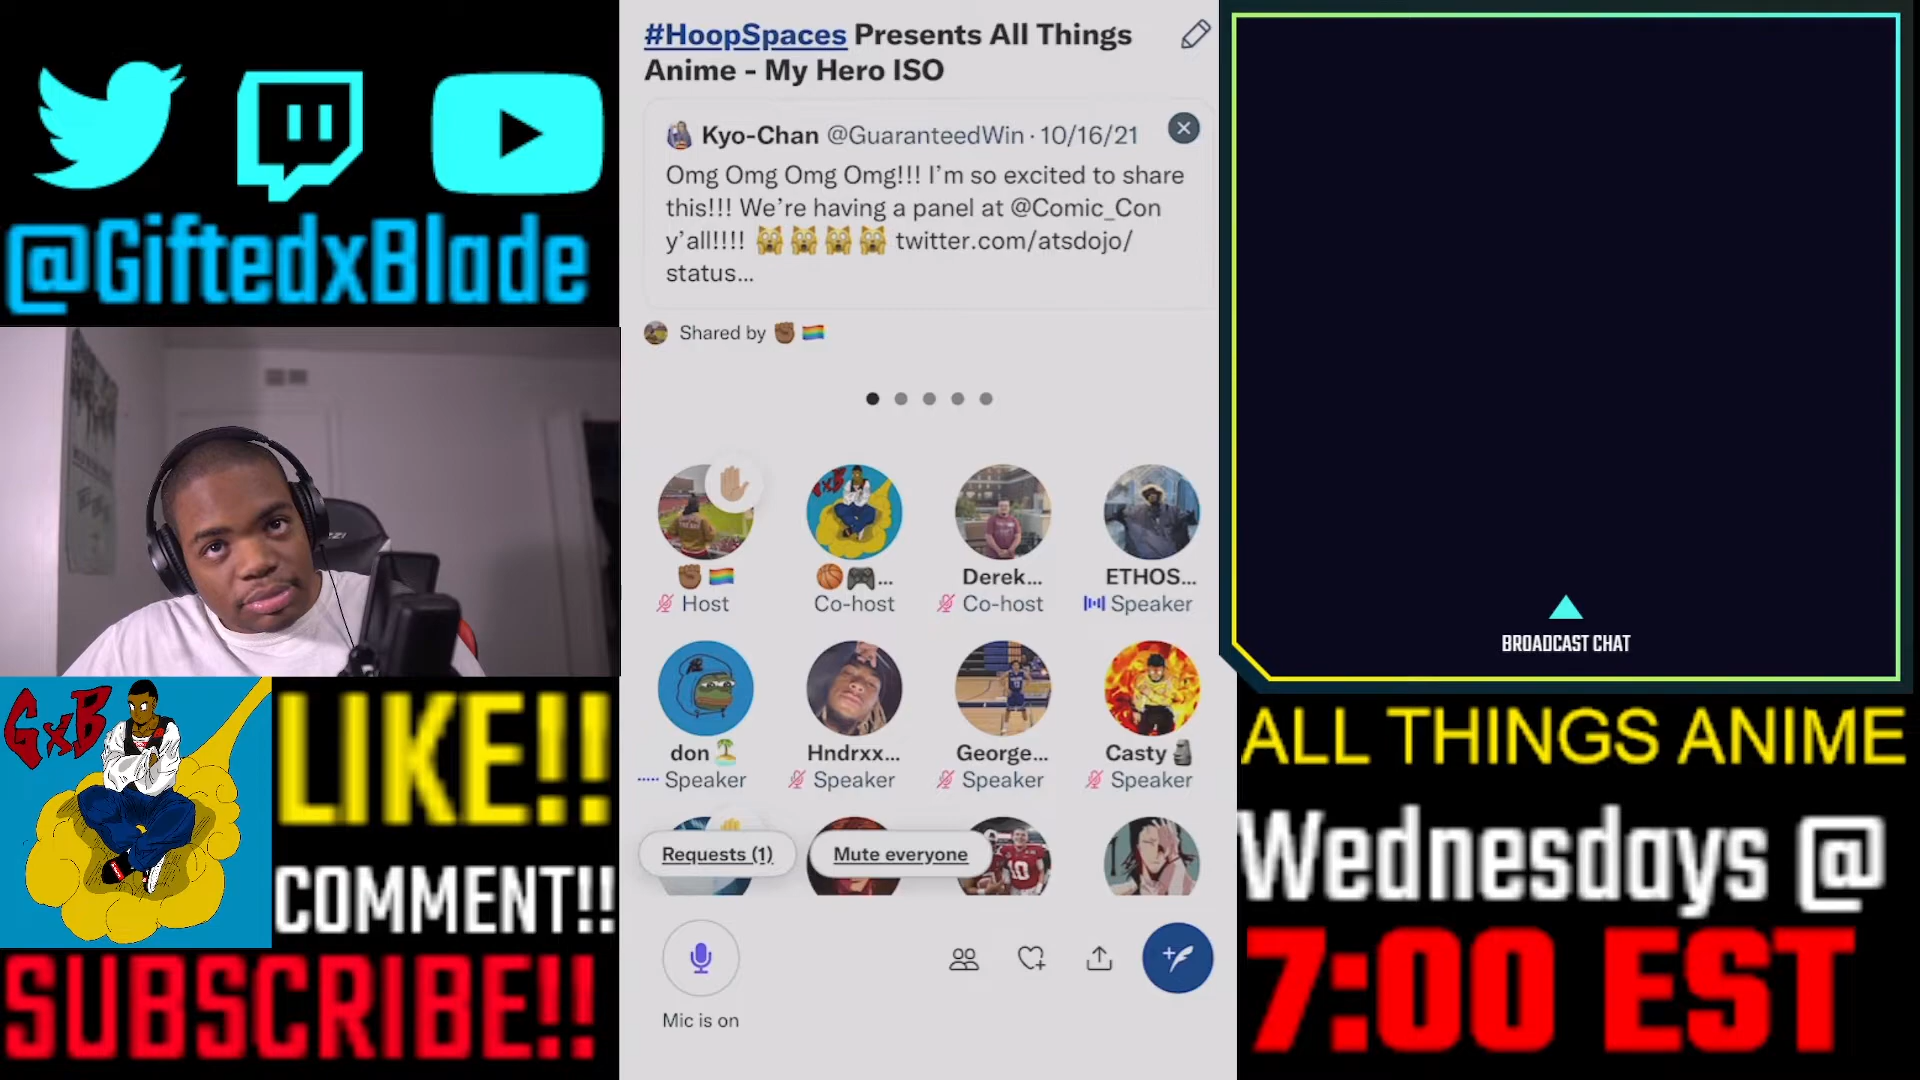 @GiftedxBlade
GxB
LIKE!!
COMMENT!!
SUBSCRIBE!!
#HoopSpaces Presents All Things
Anime - My Hero ISO
Kyo-Chan @GuaranteedWin · 10/16/21
Omg Omg Omg Omg!!! I’m so excited to share
this!!! We’re having a panel at @Comic_Con
y’all!!!! 🙀 🙀 🙀 🙀 twitter.com/atsdojo/
status...
Shared by ✊🏾 🏳️‍🌈
✊🏾 🏳️‍🌈
Host
🏀🎮...
Co-host
Derek...
Co-host
ETHOS...
Speaker
don 🏝️
Speaker
Hndrxx...
Speaker
George...
Speaker
Casty 🗿
Speaker
Requests (1)
Mute everyone
10
Mic is on
BROADCAST CHAT
ALL THINGS ANIME
Wednesdays @
7:00 EST